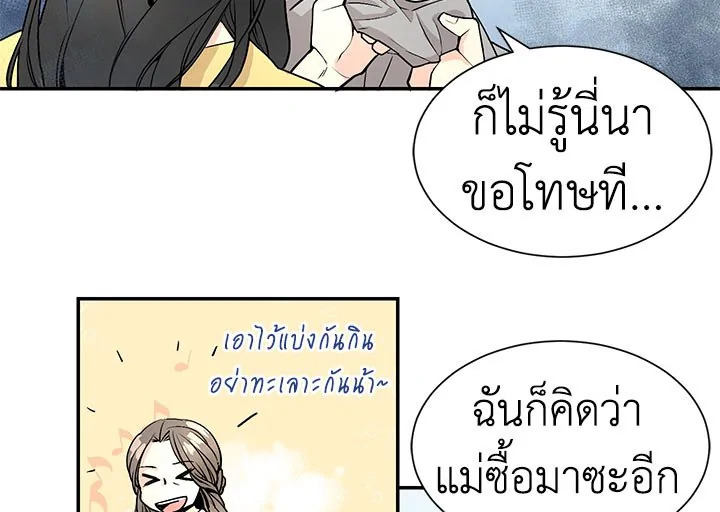 ก็ไม่รู้นี่นา
ขอโทษที...
เอาไว้แบ่งกันกิน
อย่าทะเลาะกันน้า~
ฉันก็คิดว่า
แม่ซื้อมาซะอีก